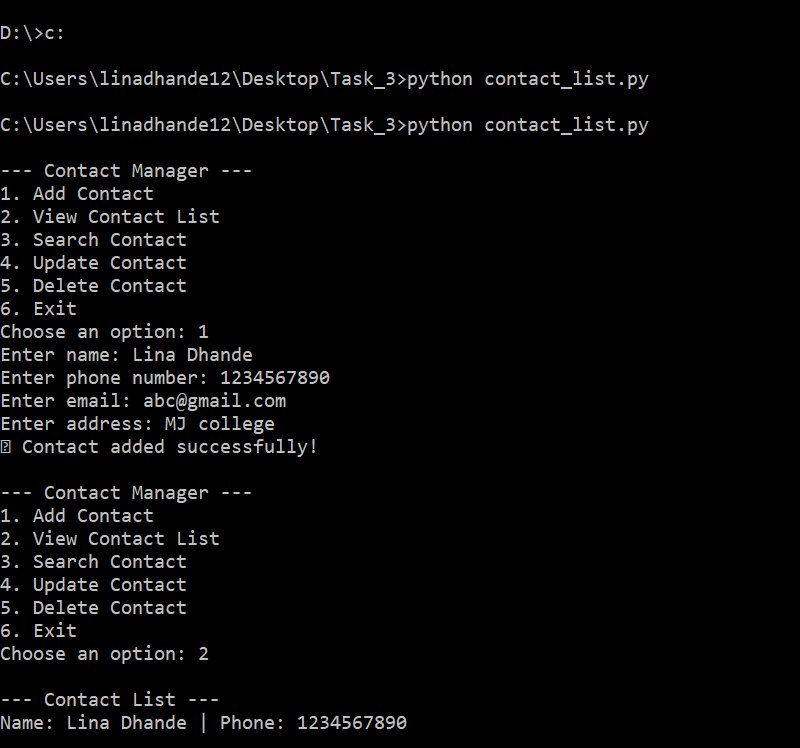 D:\>c:
C:\Users\linadhande12\Desktop\Task_3>python contact_list.py
C:\Users\linadhande12\Desktop\Task_3>python contact_list.py
--- Contact Manager ---
1. Add Contact
2. View Contact List
3. Search Contact
4. Update Contact
5. Delete Contact
6. Exit
Choose an option: 1
Enter name: Lina Dhande
Enter phone number: 1234567890
Enter email: abc@gmail.com
Enter address: MJ college
Contact added successfully!
--- Contact Manager ---
1. Add Contact
2. View Contact List
3. Search Contact
4. Update Contact
5. Delete Contact
6. Exit
Choose an option: 2
--- Contact List ---
Name: Lina Dhande | Phone: 1234567890